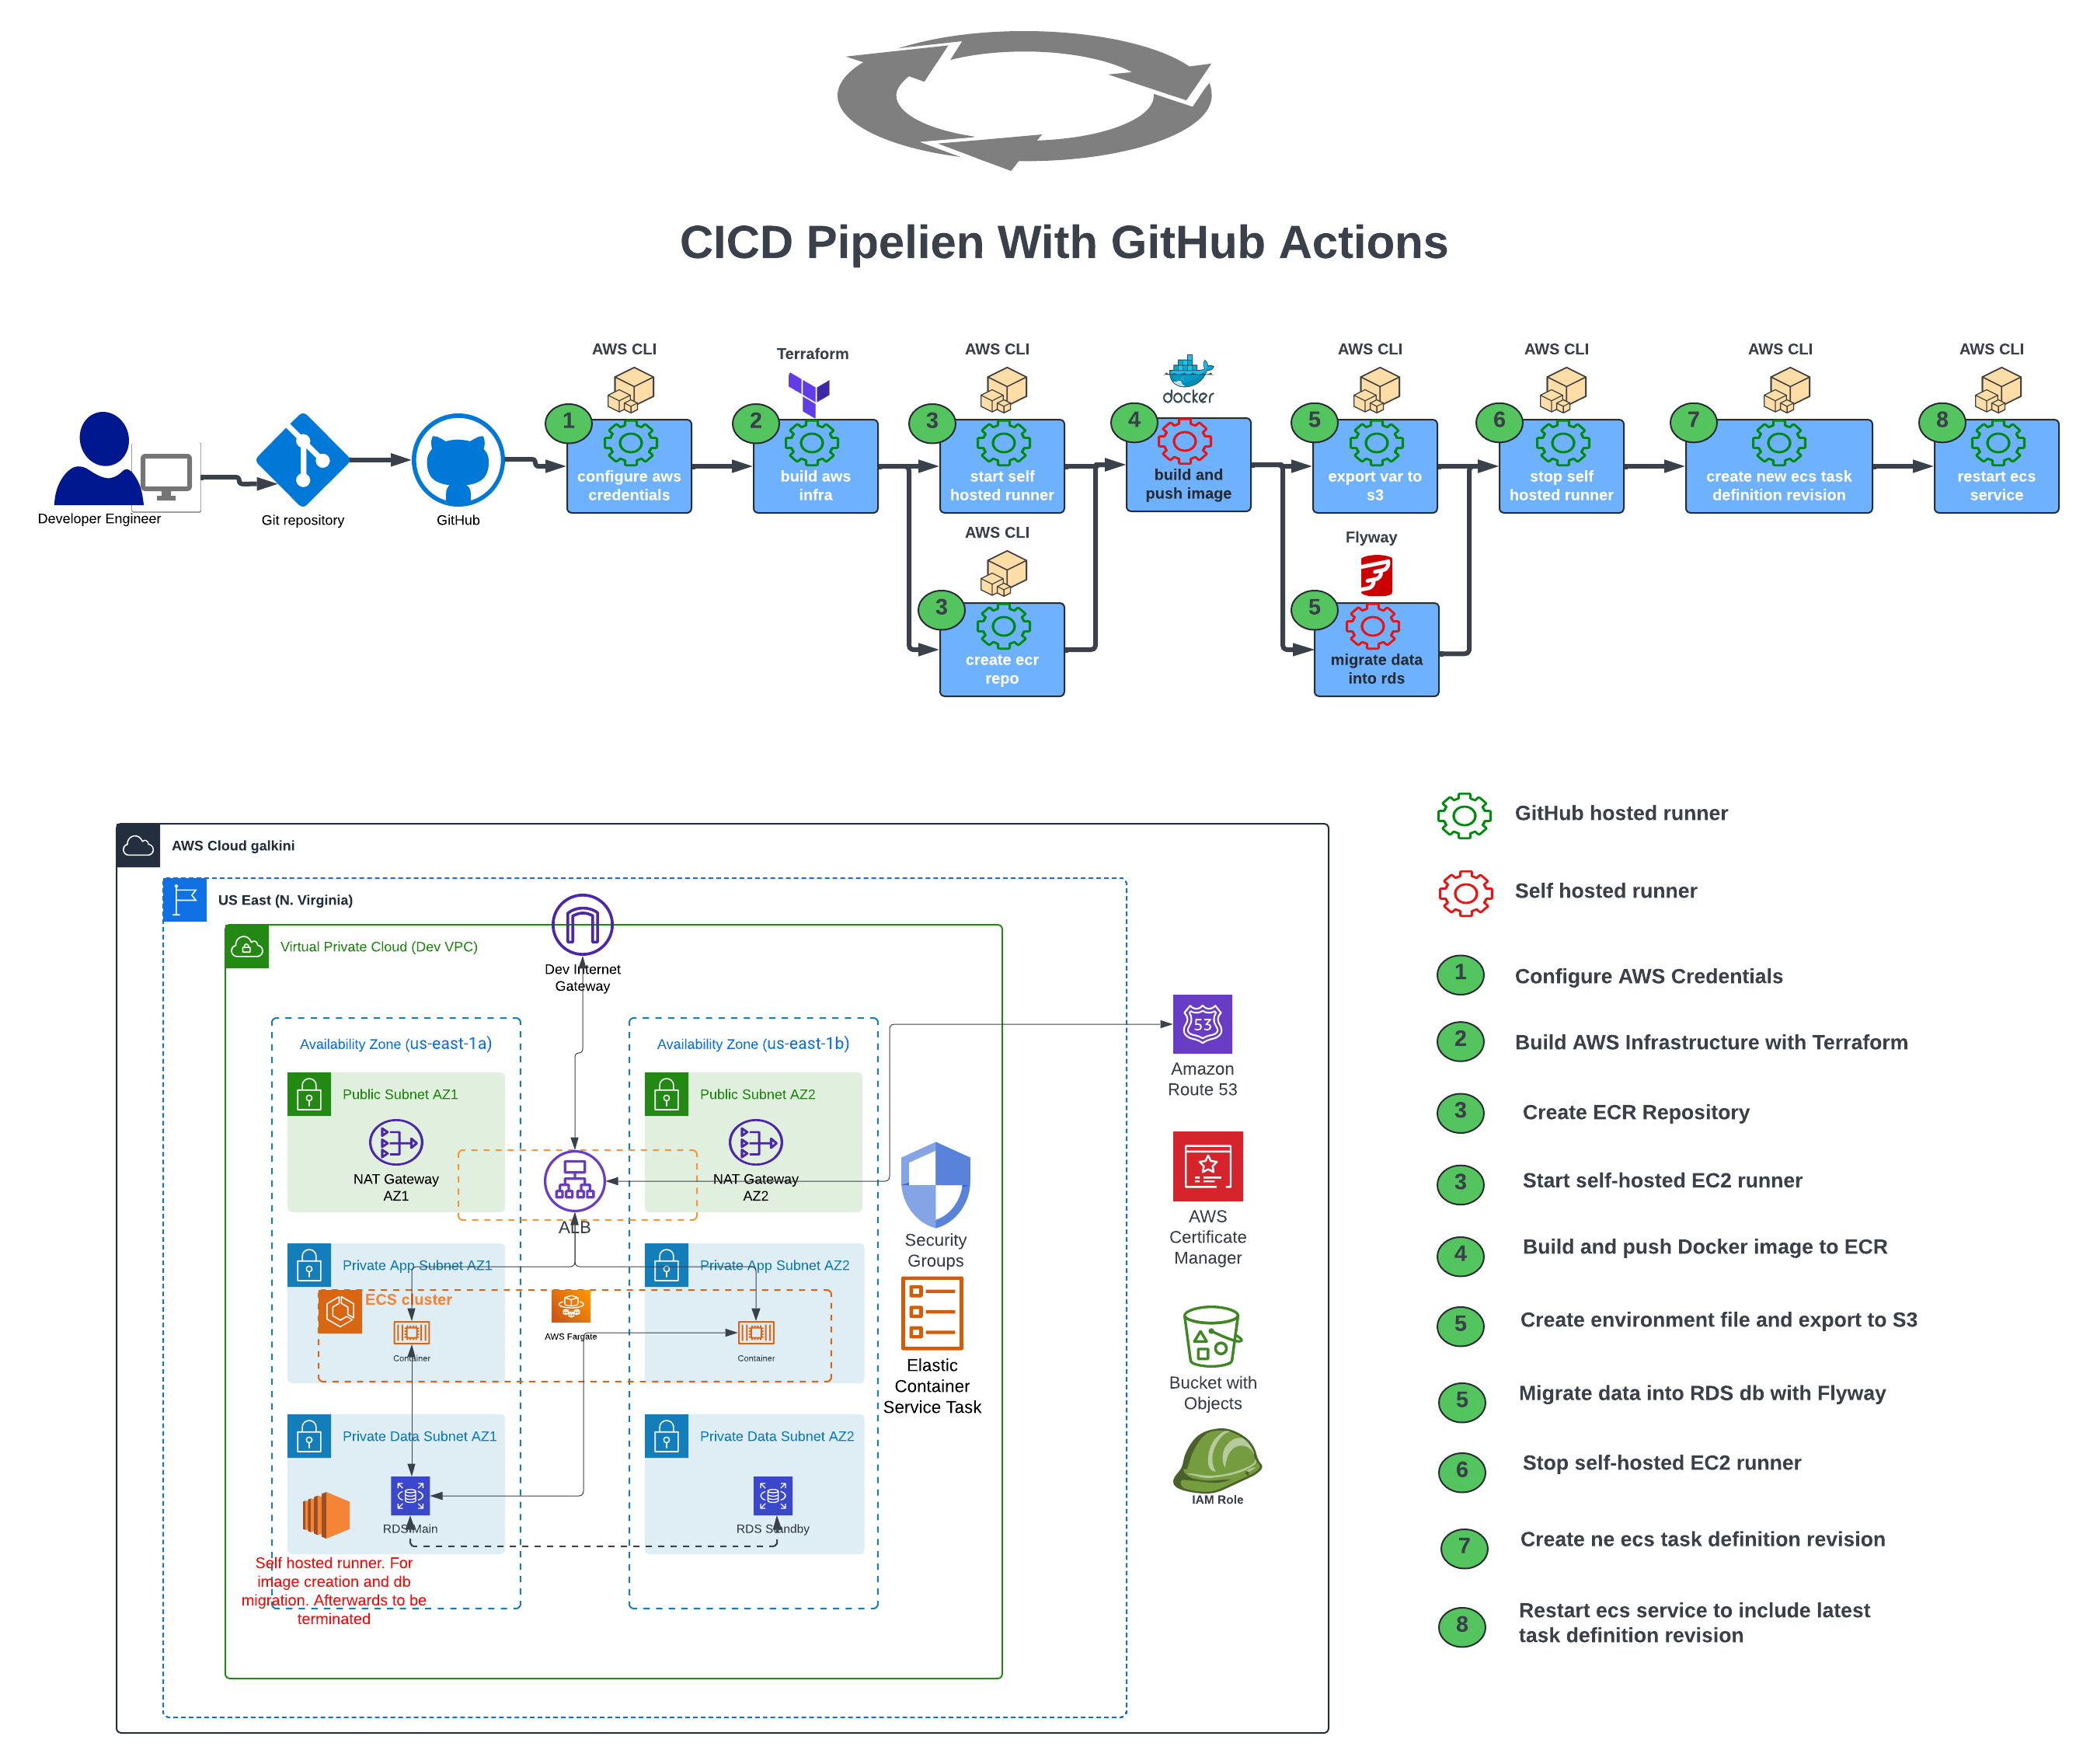 CICD Pipelien With GitHub Actions
AWS CLI
Terraform
AWS CLI
docker
AWS CLI
AWS CLI
AWS CLI
AWS CLI
1
2
3
4
5
6
7
8
configure aws
credentials
build aws
infra
start self
hosted runner
build and
push image
export var to
s3
stop self
hosted runner
create new ecs task
definition revision
restart ecs
service
Developer Engineer
Git repository
GitHub
AWS CLI
Flyway
3
5
create ecr
repo
migrate data
into rds
AWS Cloud galkini
US East (N. Virginia)
Virtual Private Cloud (Dev VPC)
Dev Internet
Gateway
Availability Zone (us-east-1a)
Availability Zone (us-east-1b)
Public Subnet AZ1
Public Subnet AZ2
NAT Gateway
AZ1
NAT Gateway
AZ2
ALB
Private App Subnet AZ1
Private App Subnet AZ2
ECS cluster
AWS Fargate
Container
Container
Private Data Subnet AZ1
Private Data Subnet AZ2
RDS Main
RDS Standby
Self hosted runner. For
image creation and db
migration. Afterwards to be
terminated
Security
Groups
Elastic
Container
Service Task
53
Amazon
Route 53
AWS
Certificate
Manager
Bucket with
Objects
IAM Role
GitHub hosted runner
Self hosted runner
1 Configure AWS Credentials
2 Build AWS Infrastructure with Terraform
3 Create ECR Repository
3 Start self-hosted EC2 runner
4 Build and push Docker image to ECR
5 Create environment file and export to S3
5 Migrate data into RDS db with Flyway
6 Stop self-hosted EC2 runner
7 Create ne ecs task definition revision
8 Restart ecs service to include latest
task definition revision